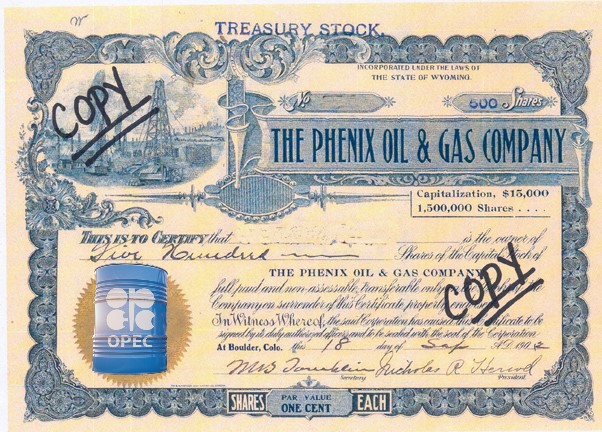 TREASURY STOCK.
INCORPORATED UNDER THE LAWS OF
THE STATE OF WYOMING.
COPY
No
500 Shares
THE PHENIX OIL & GAS COMPANY
Capitalization, $15,000
1,500,000 Shares ....
THIS IS TO CERTIFY that is the owner of
Five Hundred Shares of the Capital Stock of
THE PHENIX OIL & GAS COMPANY
COPY
full paid and non-assessable, transferable only
Company on surrender of this Certificate properly endorsed
In Witness Whereof, the said Corporation has caused this Certificate to be
signed by its duly authorized officers, and to be sealed with the seal of the Corporation
At Boulder, Colo. this 18 day of Sep A.D. 190
OPEC
Secretary
Nicholas R
President
SHARES PAR VALUE ONE CENT EACH